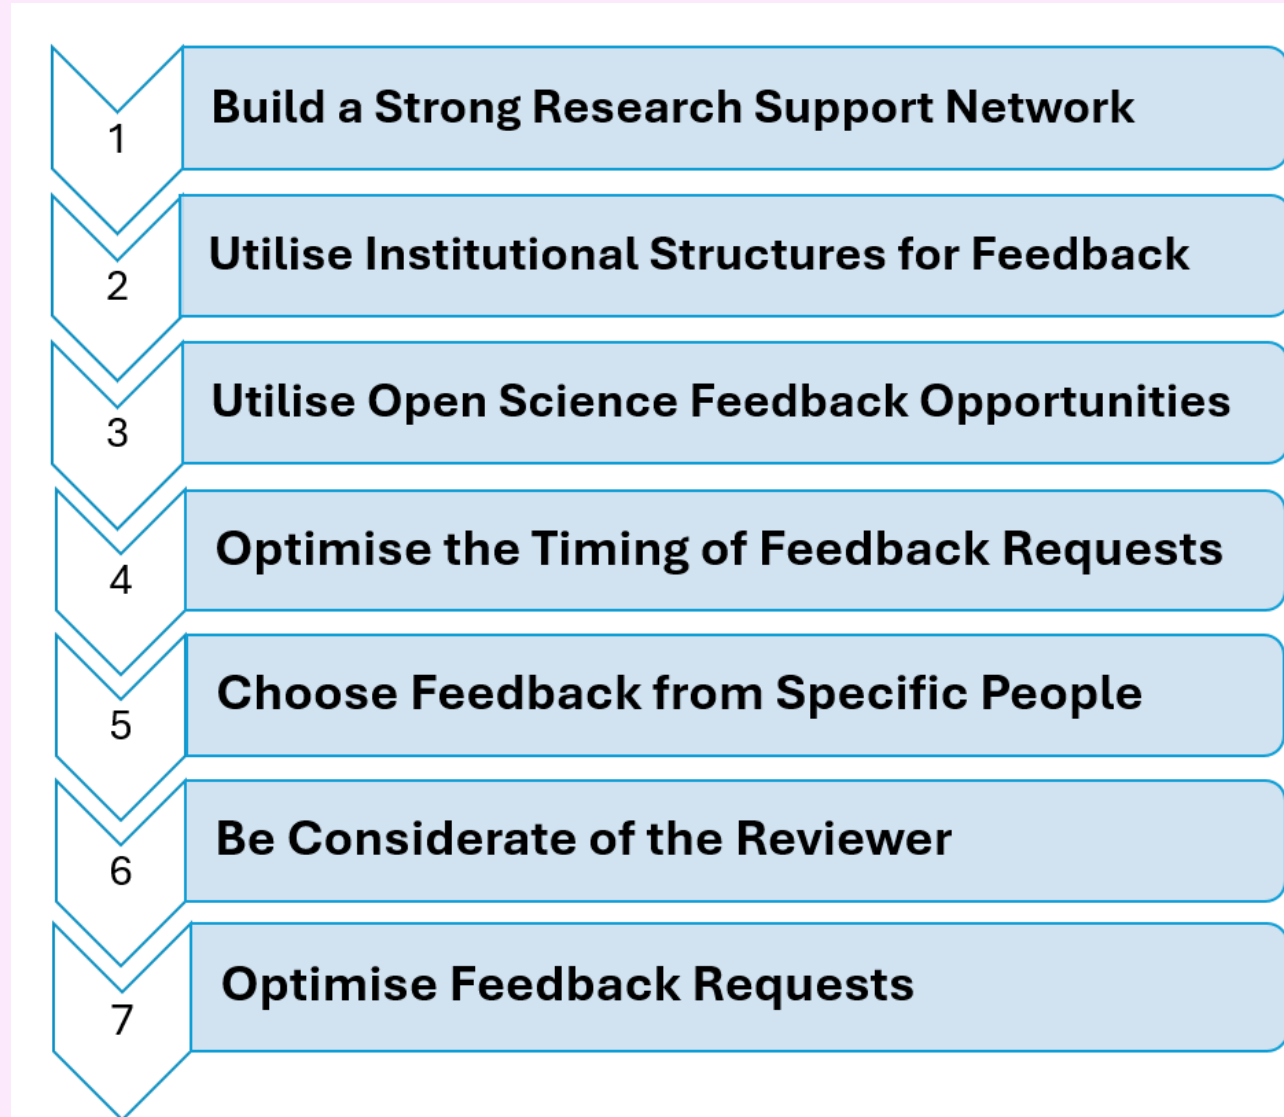 1
Build a Strong Research Support Network
2
Utilise Institutional Structures for Feedback
3
Utilise Open Science Feedback Opportunities
4
Optimise the Timing of Feedback Requests
5
Choose Feedback from Specific People
6
Be Considerate of the Reviewer
7
Optimise Feedback Requests